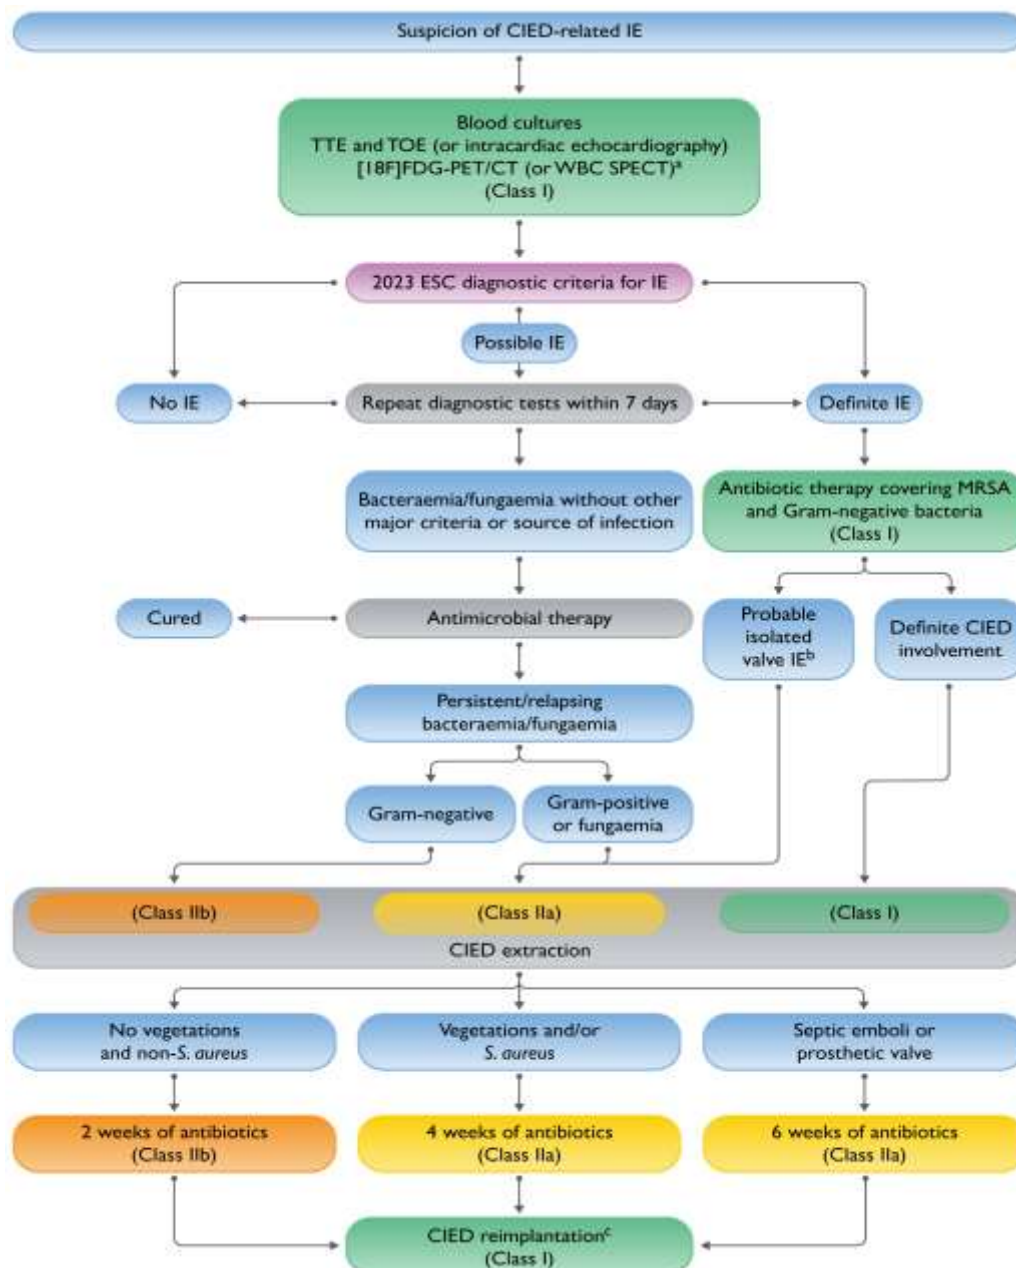 Suspicion of CIED-related IE
Blood cultures
TTE and TOE (or intracardiac echocardiography)
[18F]FDG-PET/CT (or WBC SPECT)ᵃ
(Class I)
2023 ESC diagnostic criteria for IE
Possible IE
No IE
Repeat diagnostic tests within 7 days
Definite IE
Bacteraemia/fungaemia without other
major criteria or source of infection
Antibiotic therapy covering MRSA
and Gram-negative bacteria
(Class I)
Cured
Antimicrobial therapy
Probable
isolated
valve IEᵇ
Definite CIED
involvement
Persistent/relapsing
bacteraemia/fungaemia
Gram-negative
Gram-positive
or fungaemia
(Class IIb)
(Class IIa)
(Class I)
CIED extraction
No vegetations
and non-S. aureus
Vegetations and/or
S. aureus
Septic emboli or
prosthetic valve
2 weeks of antibiotics
(Class IIb)
4 weeks of antibiotics
(Class IIa)
6 weeks of antibiotics
(Class IIa)
CIED reimplantationᶜ
(Class I)